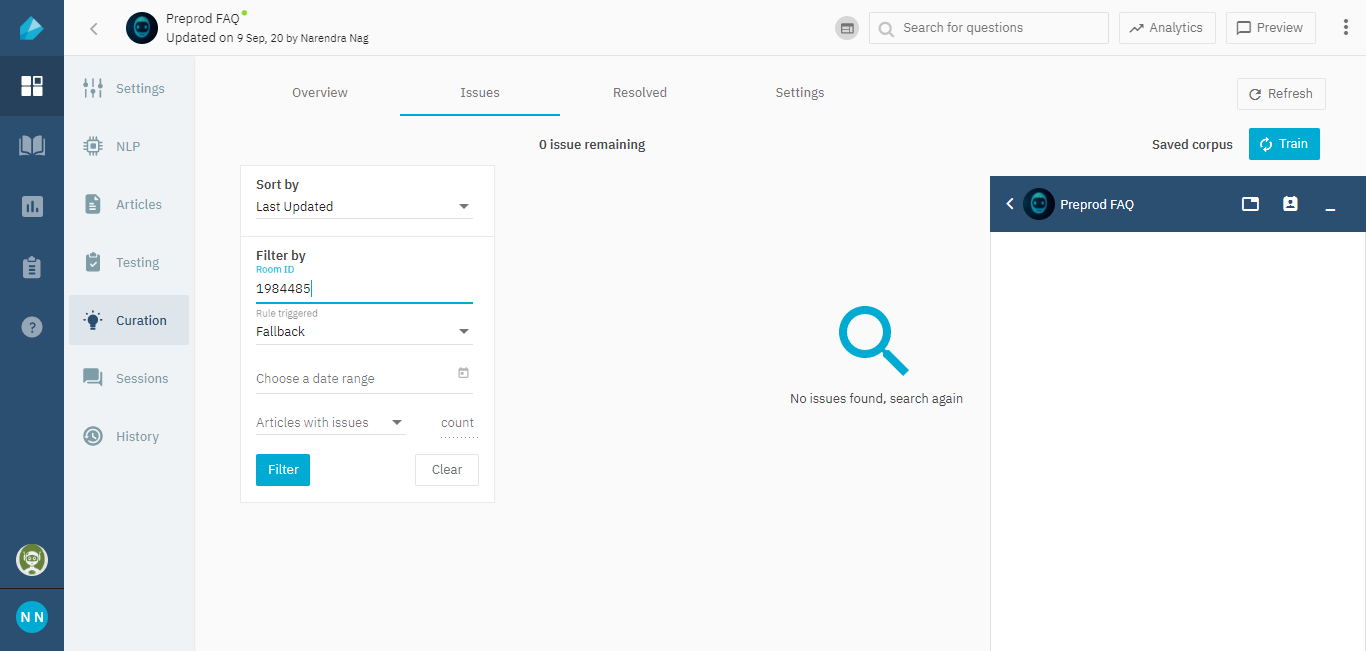 Preprod FAQ
Updated on 9 Sep, 20 by Narendra Nag
Search for questions
Analytics
Preview
Settings
NLP
Articles
Testing
Curation
Sessions
History
?
N N
Overview
Issues
Resolved
Settings
Refresh
0 issue remaining
Saved corpus
Train
Sort by
Last Updated
Filter by
Room ID
1984485
Rule triggered
Fallback
Choose a date range
Articles with issues
count
Filter
Clear
No issues found, search again
Preprod FAQ